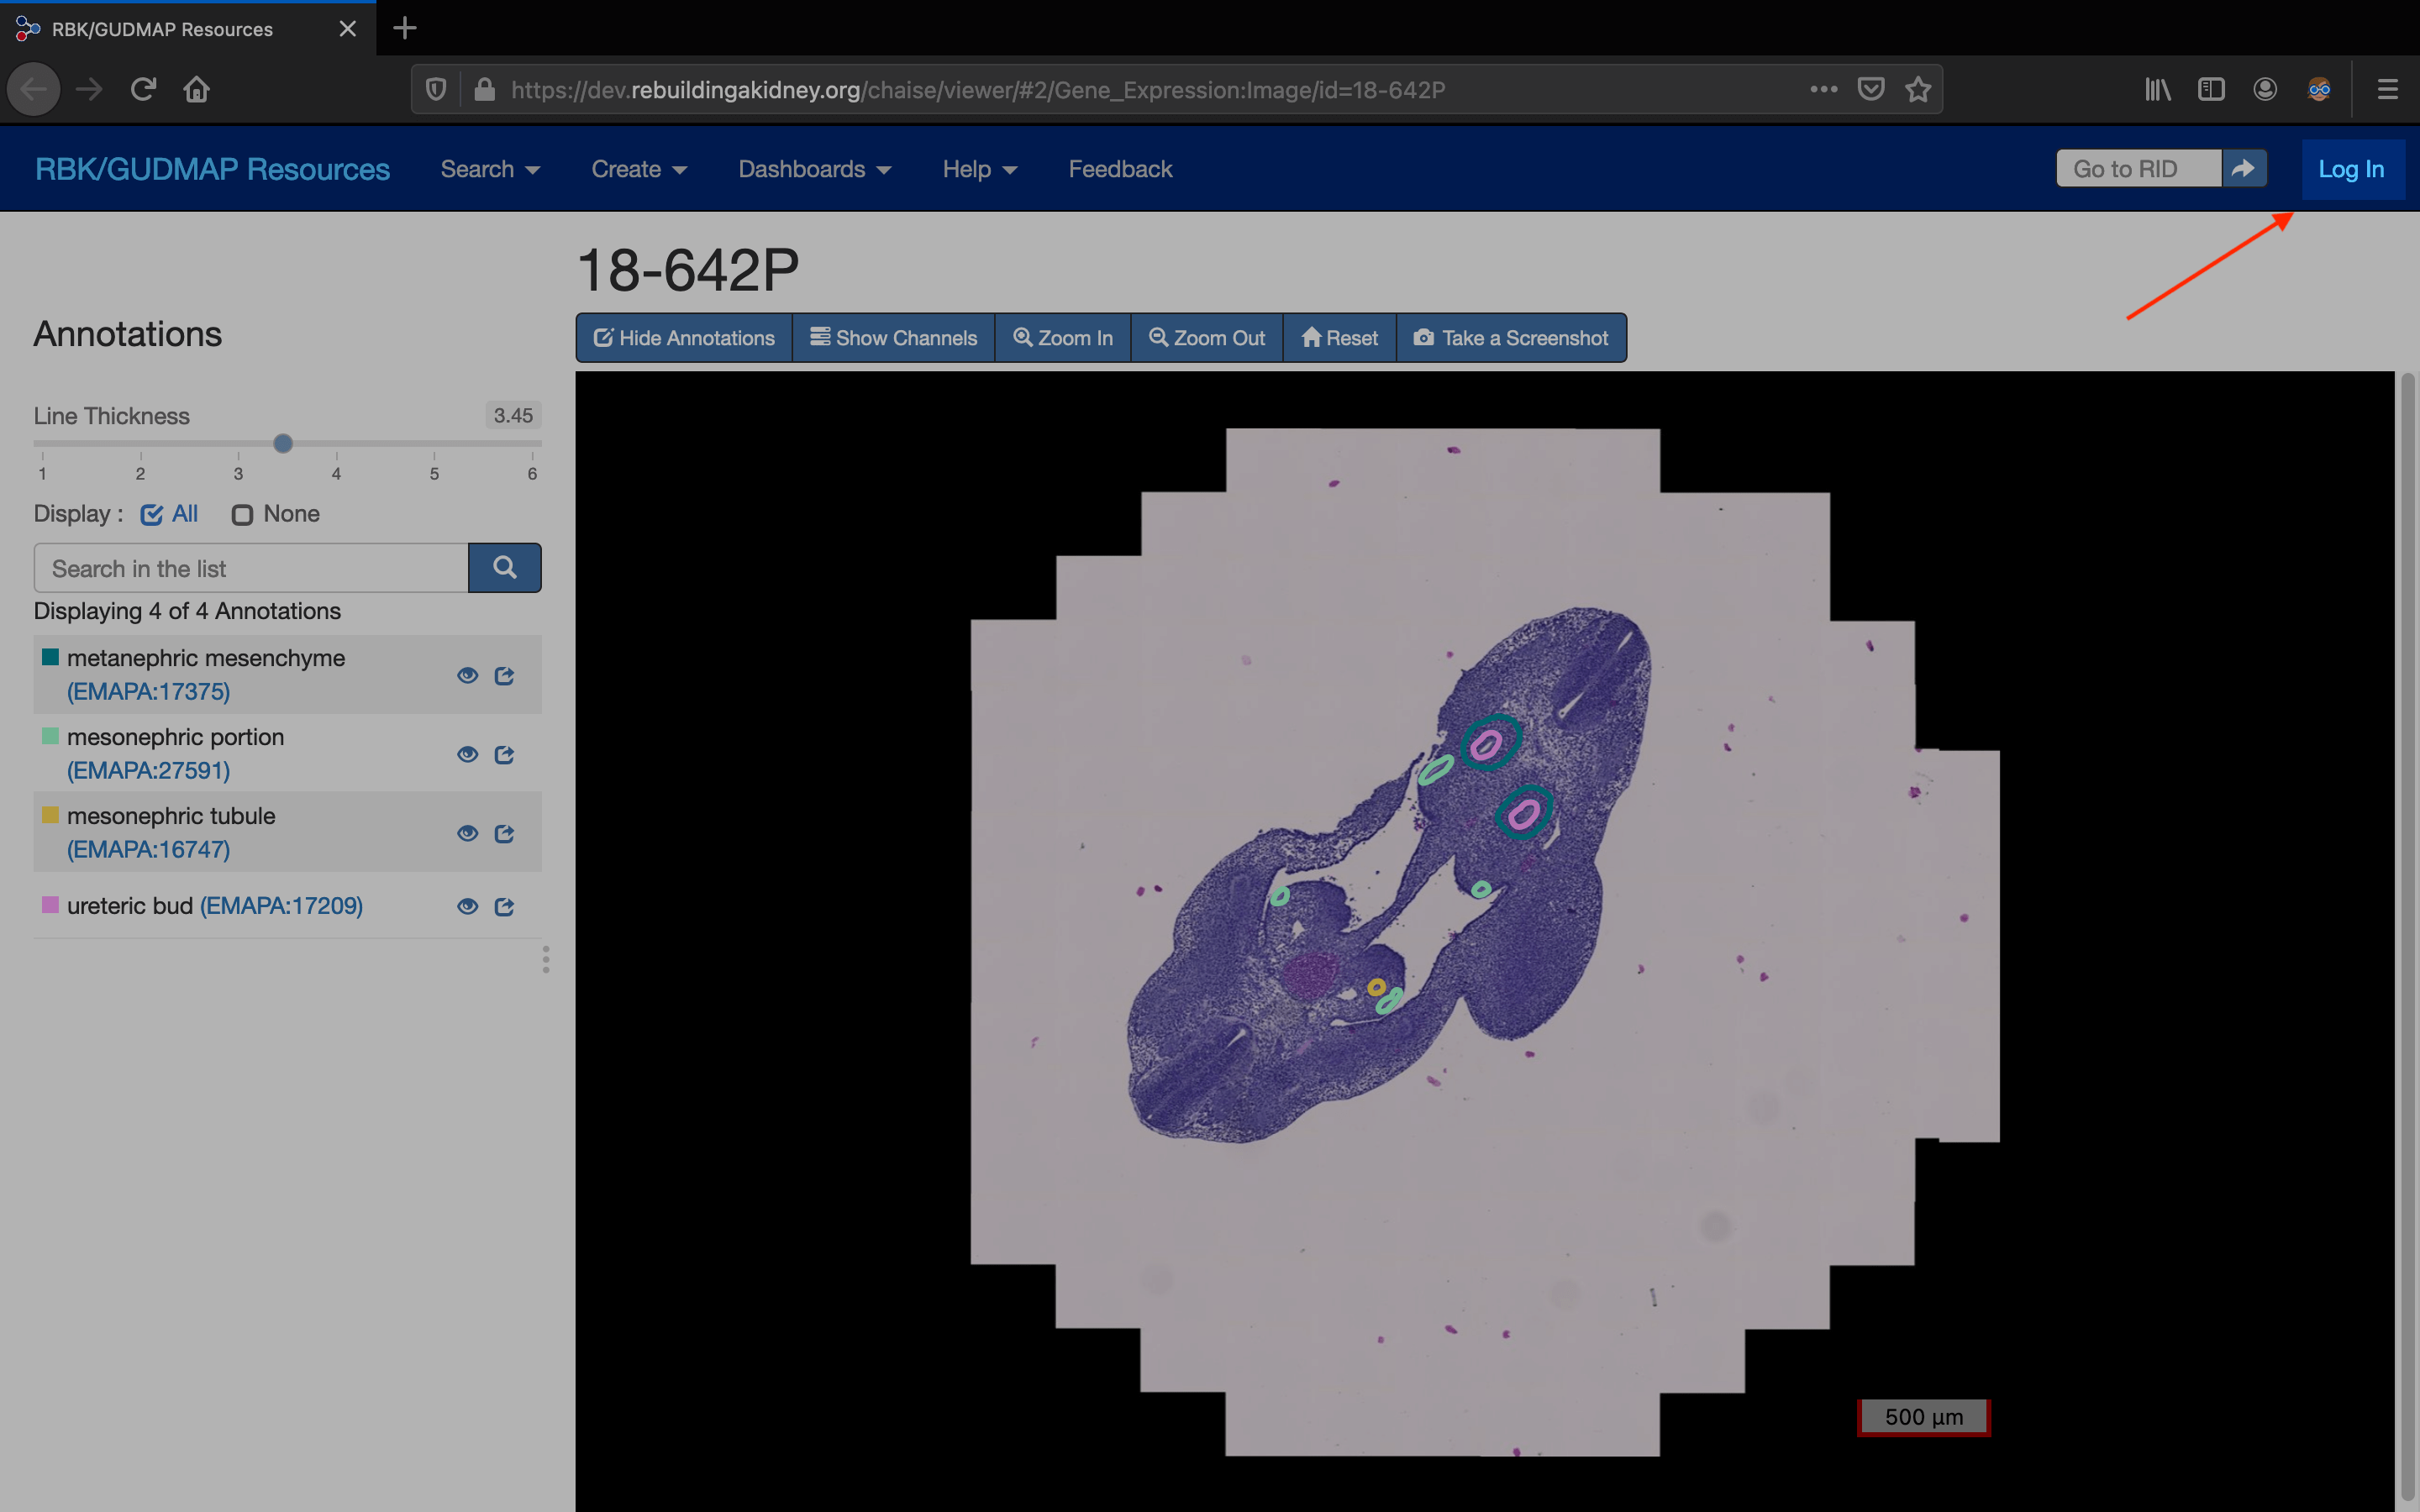 RBK/GUDMAP Resources
https://dev.rebuildingakidney.org/chaise/viewer/#2/Gene_Expression:Image/id=18-642P
RBK/GUDMAP Resources Search Create Dashboards Help Feedback Go to RID Log In
18-642P
Hide Annotations Show Channels Zoom In Zoom Out Reset Take a Screenshot
Annotations
Line Thickness 3.45
1 2 3 4 5 6
Display : All None
Search in the list
Displaying 4 of 4 Annotations
metanephric mesenchyme
(EMAPA:17375)
mesonephric portion
(EMAPA:27591)
mesonephric tubule
(EMAPA:16747)
ureteric bud (EMAPA:17209)
500 µm